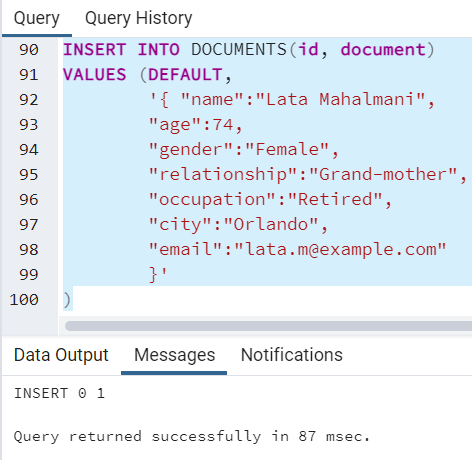 Query Query History
90 INSERT INTO DOCUMENTS(id, document)
91 VALUES (DEFAULT,
92 '{ "name":"Lata Mahalmani",
93 "age":74,
94 "gender":"Female",
95 "relationship":"Grand-mother",
96 "occupation":"Retired",
97 "city":"Orlando",
98 "email":"lata.m@example.com"
99 }'
100 )
Data Output Messages Notifications
INSERT 0 1
Query returned successfully in 87 msec.